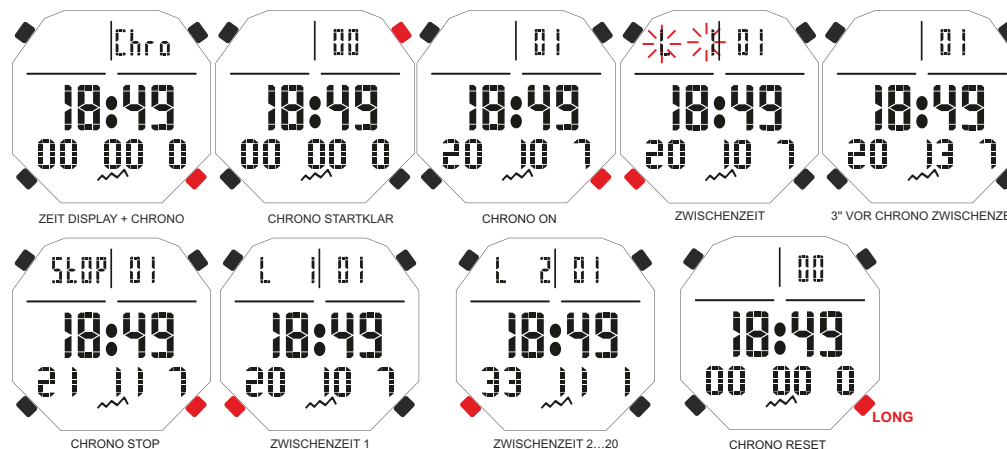 Chro
18:49
00 00 0
ZEIT DISPLAY + CHRONO
00
18:49
00 00 0
CHRONO STARTKLAR
01
18:49
20 10 7
CHRONO ON
L 1 01
18:49
20 10 7
ZWISCHENZEIT
01
18:49
20 13 7
3" VOR CHRONO ZWISCHENZE
StOP 01
18:49
21 11 7
CHRONO STOP
L 1 01
18:49
20 10 7
ZWISCHENZEIT 1
L 2 01
18:49
33 11 1
ZWISCHENZEIT 2...20
00
18:49
00 00 0
LONG
CHRONO RESET